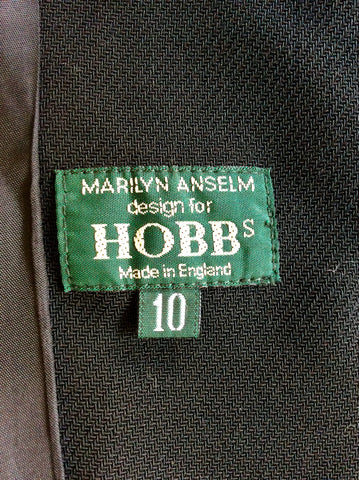 MARILYN ANSELM
design for
HOBBS
Made in England
10